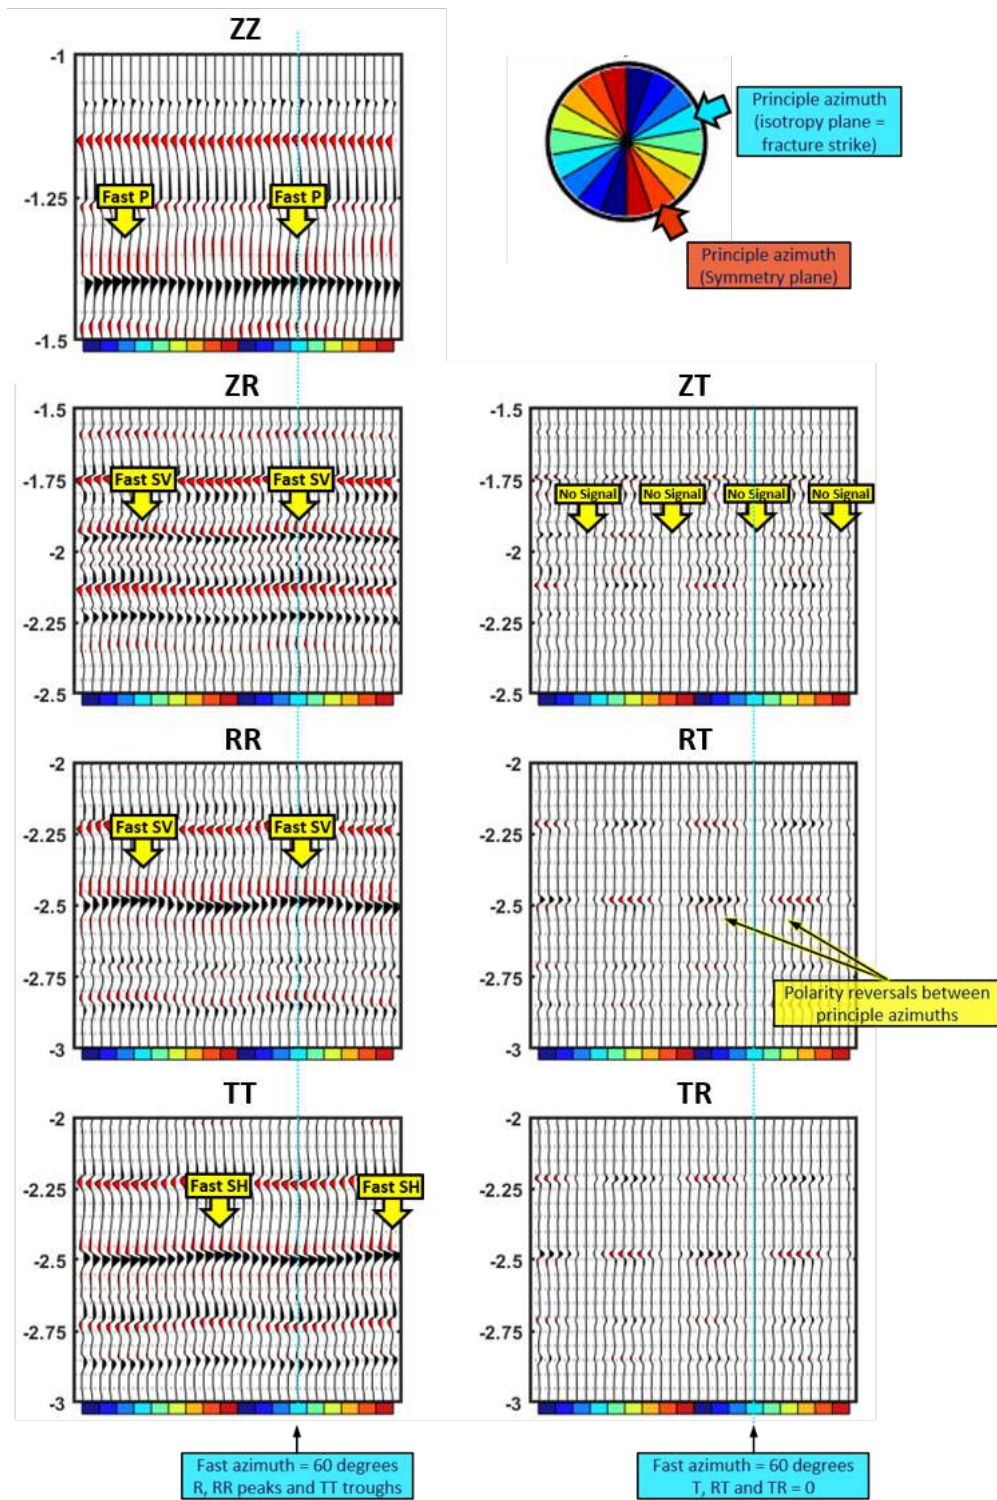 ZZ
-1
-1.25
-1.5
Fast P
Fast P
Principle azimuth
(isotropy plane =
fracture strike)
Principle azimuth
(Symmetry plane)
ZR
-1.5
-1.75
-2
-2.25
-2.5
Fast SV
Fast SV
ZT
-1.5
-1.75
-2
-2.25
-2.5
No Signal
No Signal
No Signal
No Signal
RR
-2
-2.25
-2.5
-2.75
-3
Fast SV
Fast SV
RT
-2
-2.25
-2.5
-2.75
-3
Polarity reversals between
principle azimuths
TT
-2
-2.25
-2.5
-2.75
-3
Fast SH
Fast SH
TR
-2
-2.25
-2.5
-2.75
-3
Fast azimuth = 60 degrees
R, RR peaks and TT troughs
Fast azimuth = 60 degrees
T, RT and TR = 0